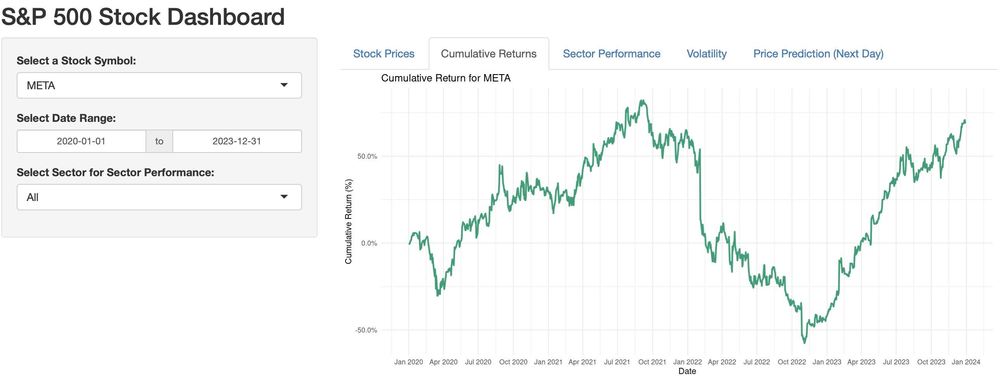 S&P 500 Stock Dashboard
Select a Stock Symbol:
META
Select Date Range:
2020-01-01 to 2023-12-31
Select Sector for Sector Performance:
All
Stock Prices Cumulative Returns Sector Performance Volatility Price Prediction (Next Day)
Cumulative Return for META
Cumulative Return (%)
50.0%
0.0%
-50.0%
Jan 2020 Apr 2020 Jul 2020 Oct 2020 Jan 2021 Apr 2021 Jul 2021 Oct 2021 Jan 2022 Apr 2022 Jul 2022 Oct 2022 Jan 2023 Apr 2023 Jul 2023 Oct 2023 Jan 2024
Date